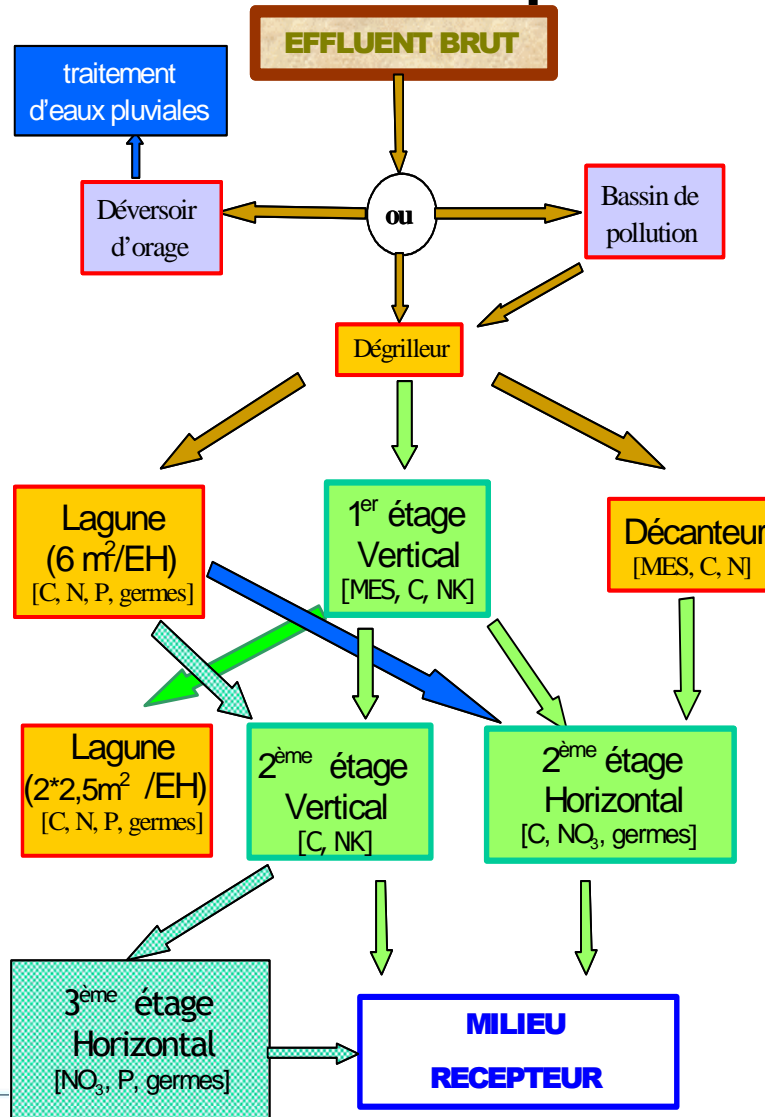 EFFLUENT BRUT
traitement
d'eaux pluviales
Déversoir
d'orage
ou
Bassin de
pollution
Dégrilleur
Lagune
(6 m²/EH)
[C, N, P, germes]
1er étage
Vertical
[MES, C, NK]
Décanteur
[MES, C, N]
Lagune
(2*2,5m² /EH)
[C, N, P, germes]
2ème étage
Vertical
[C, NK]
2ème étage
Horizontal
[C, NO₃, germes]
3ème étage
Horizontal
[NO₃, P, germes]
MILIEU
RECEPTEUR